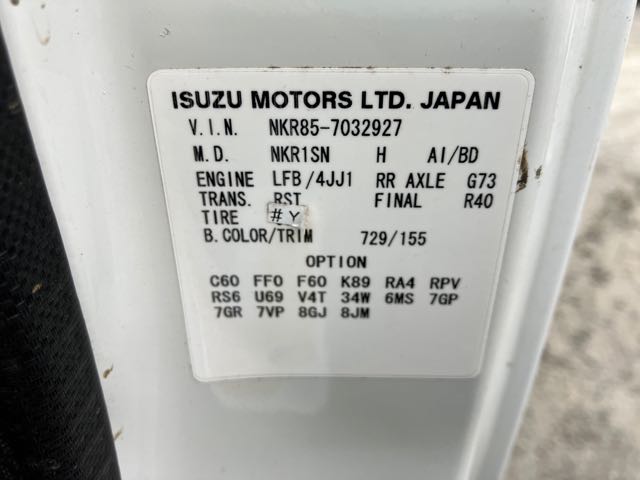 ISUZU MOTORS LTD. JAPAN
V.I.N. NKR85-7032927
M.D. NKR1SN H AI/BD
ENGINE LFB/4JJ1 RR AXLE G73
TRANS. RST FINAL R40
TIRE #Y
B.COLOR/TRIM 729/155
OPTION
C60 FF0 F60 K89 RA4 RPV
RS6 U69 V4T 34W 6MS 7GP
7GR 7VP 8GJ 8JM